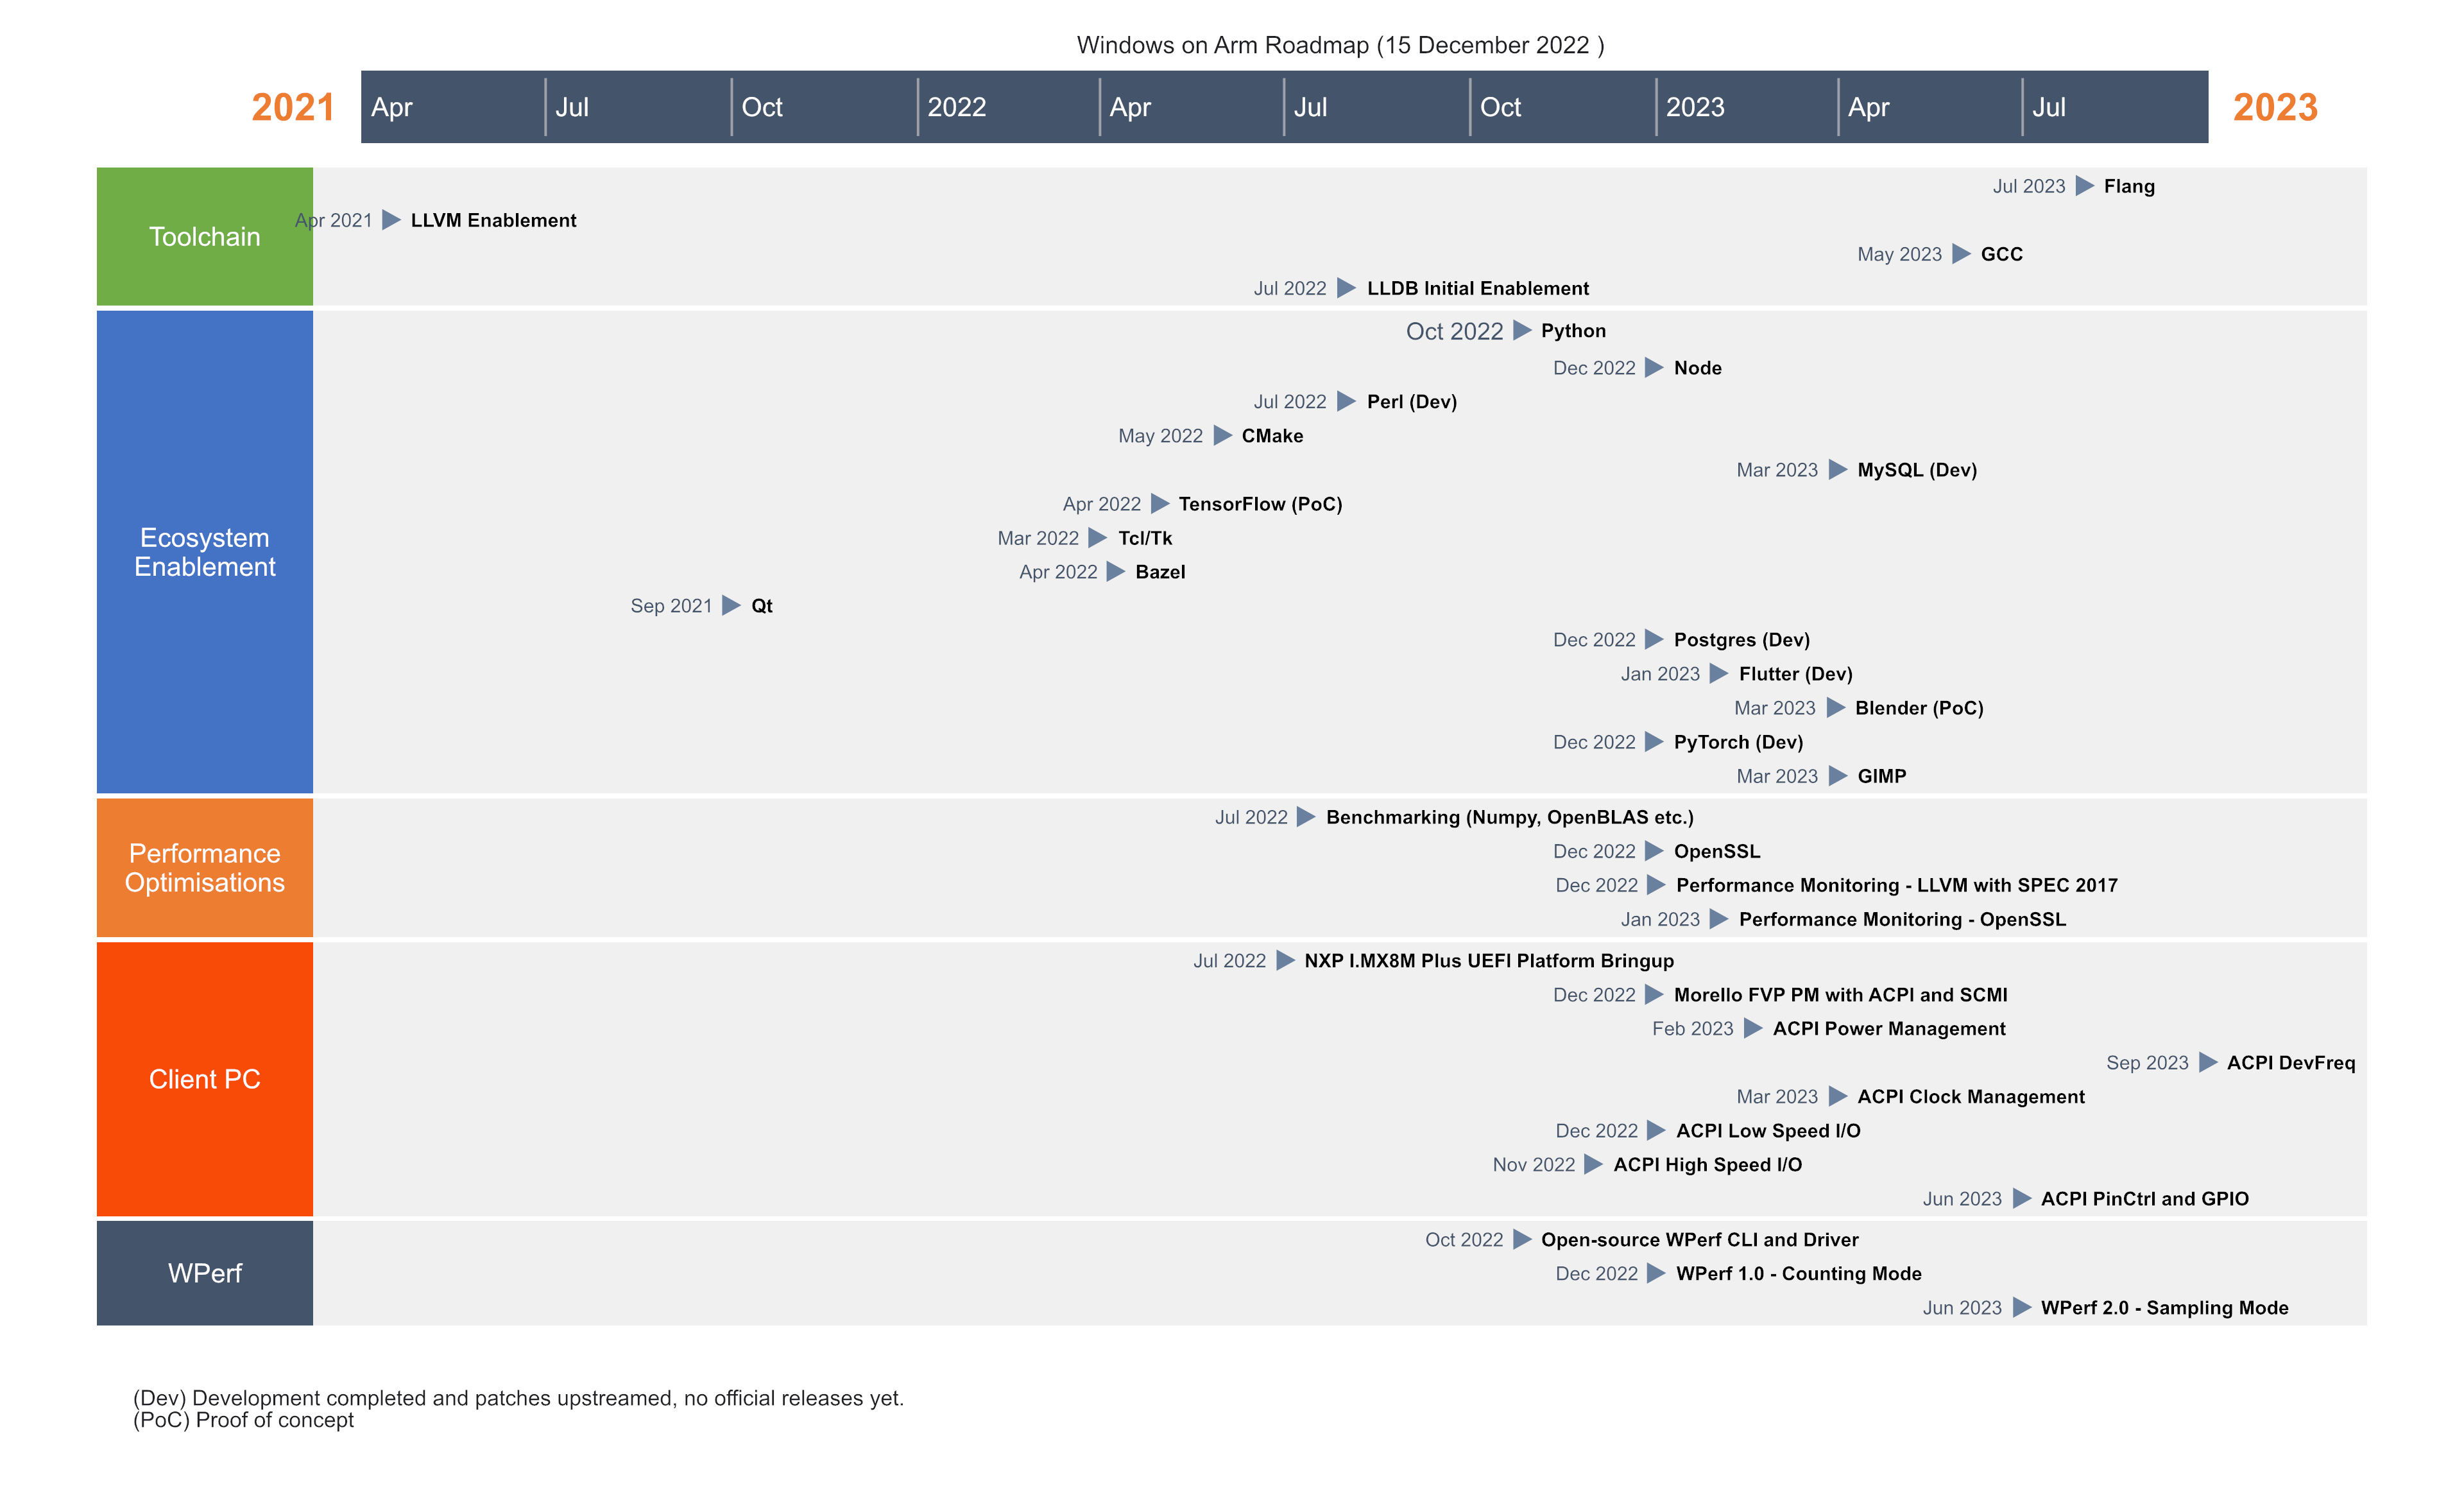 Windows on Arm Roadmap (15 December 2022 )
2021 Apr Jul Oct 2022 Apr Jul Oct 2023 Apr Jul 2023
Toolchain
Jul 2023 Flang
Apr 2021 LLVM Enablement
May 2023 GCC
Jul 2022 LLDB Initial Enablement
Ecosystem
Enablement
Oct 2022 Python
Dec 2022 Node
Jul 2022 Perl (Dev)
May 2022 CMake
Mar 2023 MySQL (Dev)
Apr 2022 TensorFlow (PoC)
Mar 2022 Tcl/Tk
Apr 2022 Bazel
Sep 2021 Qt
Dec 2022 Postgres (Dev)
Jan 2023 Flutter (Dev)
Mar 2023 Blender (PoC)
Dec 2022 PyTorch (Dev)
Mar 2023 GIMP
Performance
Optimisations
Jul 2022 Benchmarking (Numpy, OpenBLAS etc.)
Dec 2022 OpenSSL
Dec 2022 Performance Monitoring - LLVM with SPEC 2017
Jan 2023 Performance Monitoring - OpenSSL
Client PC
Jul 2022 NXP I.MX8M Plus UEFI Platform Bringup
Dec 2022 Morello FVP PM with ACPI and SCMI
Feb 2023 ACPI Power Management
Sep 2023 ACPI DevFreq
Mar 2023 ACPI Clock Management
Dec 2022 ACPI Low Speed I/O
Nov 2022 ACPI High Speed I/O
Jun 2023 ACPI PinCtrl and GPIO
WPerf
Oct 2022 Open-source WPerf CLI and Driver
Dec 2022 WPerf 1.0 - Counting Mode
Jun 2023 WPerf 2.0 - Sampling Mode
(Dev) Development completed and patches upstreamed, no official releases yet.
(PoC) Proof of concept